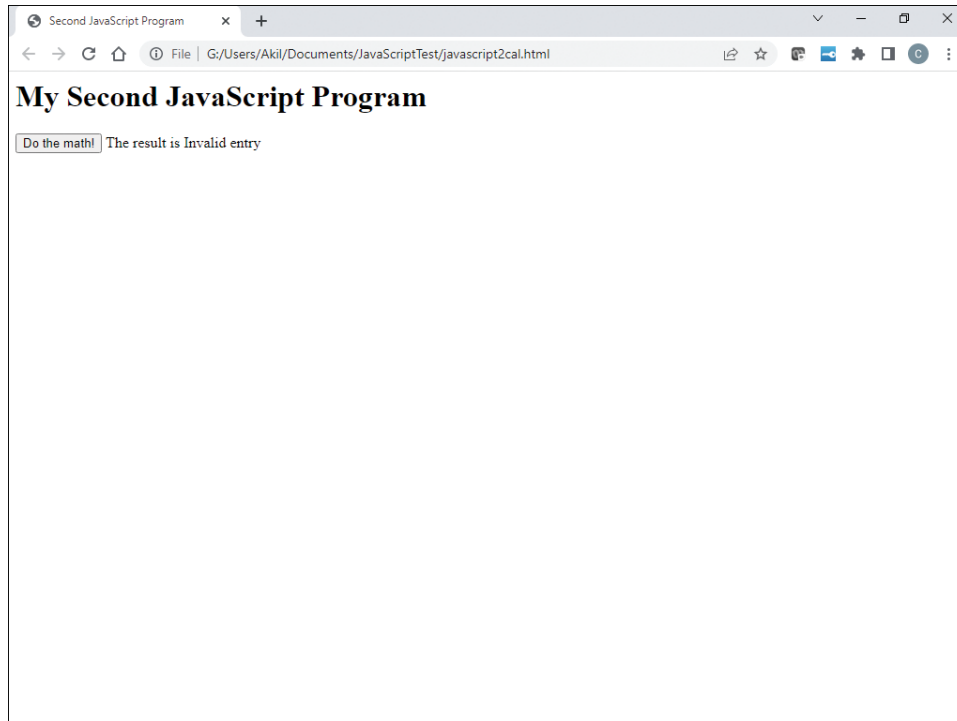 Second JavaScript Program
File | G:/Users/Akil/Documents/JavaScriptTest/javascript2cal.html
C
My Second JavaScript Program
Do the math! The result is Invalid entry